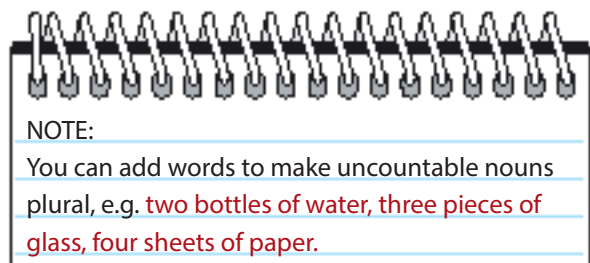 NOTE:
You can add words to make uncountable nouns
plural, e.g. two bottles of water, three pieces of
glass, four sheets of paper.